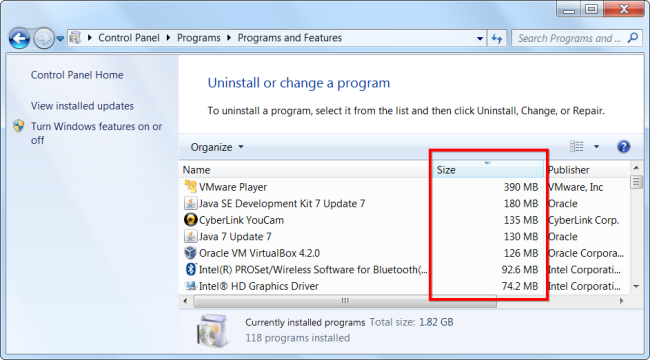 Control Panel ▸ Programs ▸ Programs and Features
Search Programs and ...
Control Panel Home
View installed updates
Turn Windows features on or
off
Uninstall or change a program
To uninstall a program, select it from the list and then click Uninstall, Change, or Repair.
Organize
Name Size Publisher
VMware Player 390 MB VMware, Inc
Java SE Development Kit 7 Update 7 180 MB Oracle
CyberLink YouCam 135 MB CyberLink Corp.
Java 7 Update 7 130 MB Oracle
Oracle VM VirtualBox 4.2.0 126 MB Oracle Corpora...
Intel(R) PROSet/Wireless Software for Bluetooth(... 92.6 MB Intel Corporati...
Intel® HD Graphics Driver 74.2 MB Intel Corporati...
Currently installed programs Total size: 1.82 GB
118 programs installed